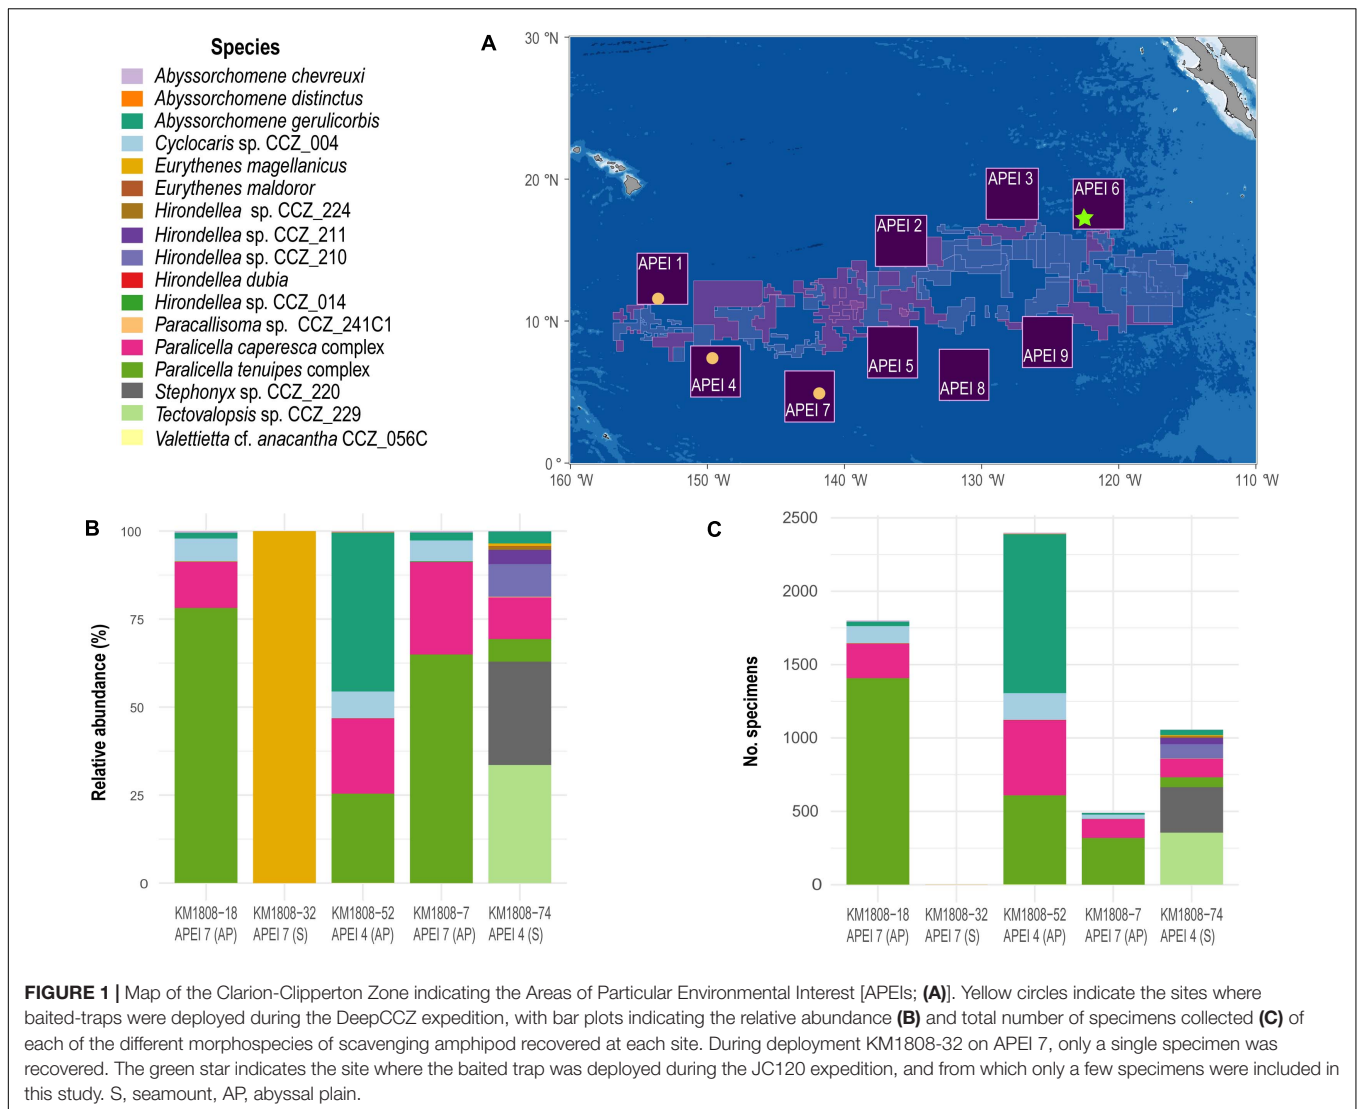 Species
Abyssorchomene chevreuxi
Abyssorchomene distinctus
Abyssorchomene gerulicorbis
Cyclocaris sp. CCZ_004
Eurythenes magellanicus
Eurythenes maldoror
Hirondellea sp. CCZ_224
Hirondellea sp. CCZ_211
Hirondellea sp. CCZ_210
Hirondellea dubia
Hirondellea sp. CCZ_014
Paracallisoma sp. CCZ_241C1
Paralicella caperesca complex
Paralicella tenuipes complex
Stephonyx sp. CCZ_220
Tectovalopsis sp. CCZ_229
Valettietta cf. anacantha CCZ_056C
A
30 °N
20 °N
10 °N
0 °
160 °W
150 °W
140 °W
130 °W
120 °W
110 °W
APEI 1
APEI 2
APEI 3
APEI 4
APEI 5
APEI 6
APEI 7
APEI 8
APEI 9
B
Relative abundance (%)
100
75
50
25
0
KM1808-18
APEI 7 (AP)
KM1808-32
APEI 7 (S)
KM1808-52
APEI 4 (AP)
KM1808-7
APEI 7 (AP)
KM1808-74
APEI 4 (S)
C
No. specimens
2500
2000
1500
1000
500
0
KM1808-18
APEI 7 (AP)
KM1808-32
APEI 7 (S)
KM1808-52
APEI 4 (AP)
KM1808-7
APEI 7 (AP)
KM1808-74
APEI 4 (S)
FIGURE 1 | Map of the Clarion-Clipperton Zone indicating the Areas of Particular Environmental Interest [APEIs; (A)]. Yellow circles indicate the sites where
baited-traps were deployed during the DeepCCZ expedition, with bar plots indicating the relative abundance (B) and total number of specimens collected (C) of
each of the different morphospecies of scavenging amphipod recovered at each site. During deployment KM1808-32 on APEI 7, only a single specimen was
recovered. The green star indicates the site where the baited trap was deployed during the JC120 expedition, and from which only a few specimens were included in
this study. S, seamount, AP, abyssal plain.